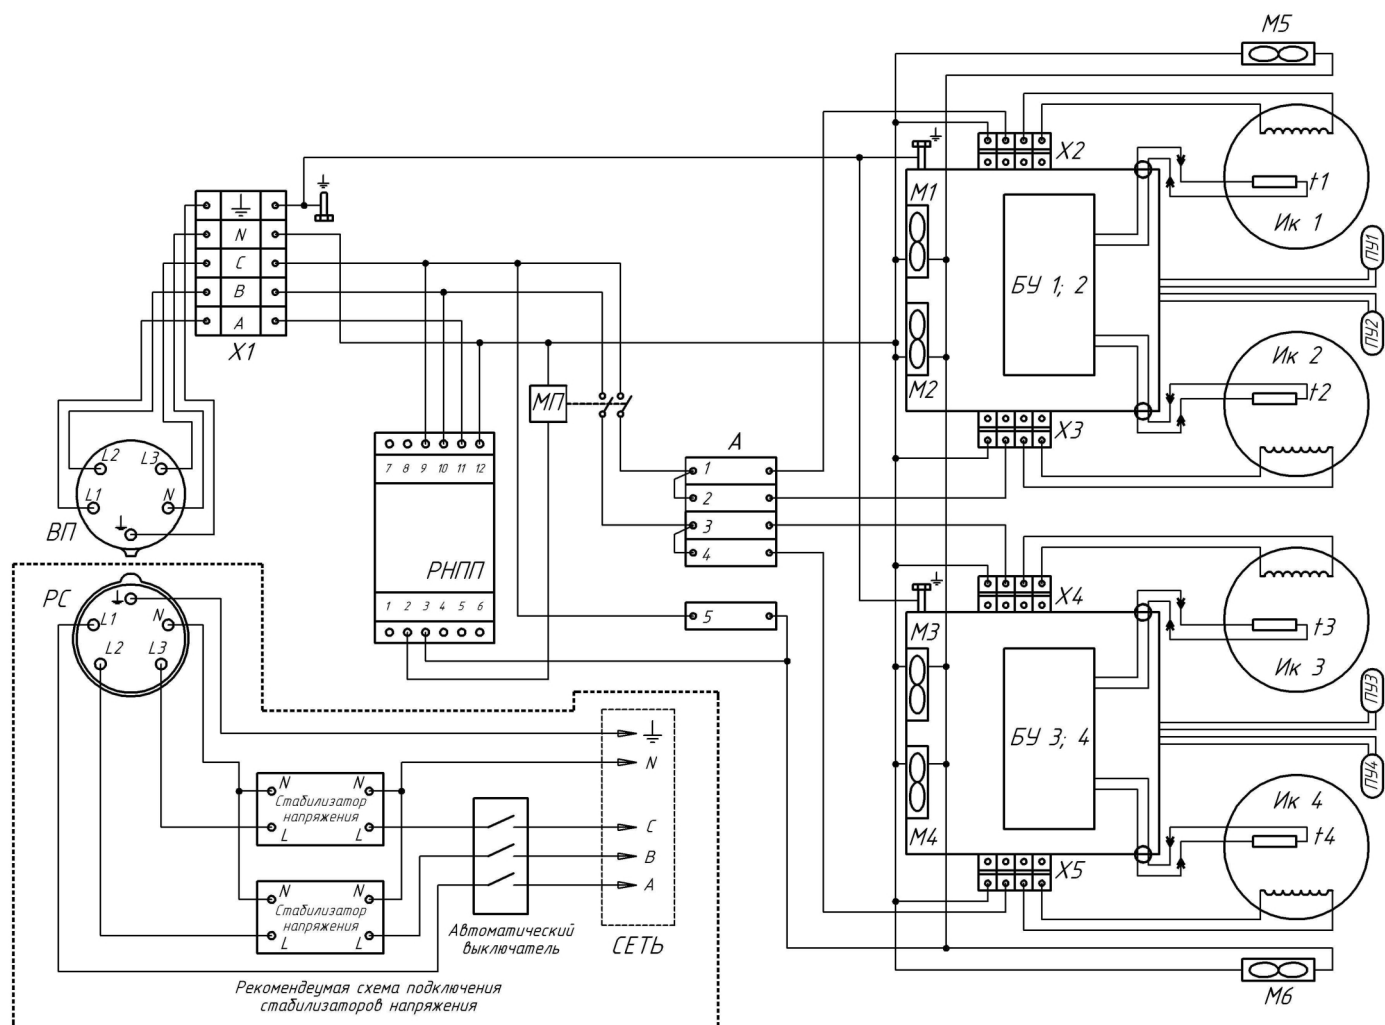 M5
X2
M1
t1
Ик 1
ПУ1
N
C
B
A
X1
БУ 1; 2
ПУ2
Ик 2
t2
M2
МП
X3
A
L2
L3
L1
N
ВП
7 8 9 10 11 12
РНПП
1 2 3 4 5 6
1
2
3
4
5
PC
L1
N
L2
L3
X4
M3
t3
Ик 3
ПУ3
БУ 3; 4
ПУ4
Ик 4
t4
M4
X5
N
N
N
Стабилизатор
напряжения
L
L
C
B
A
N
N
Стабилизатор
напряжения
L
L
Автоматический
выключатель
СЕТЬ
Рекомендеумая схема подключения
стабилизаторов напряжения
M6